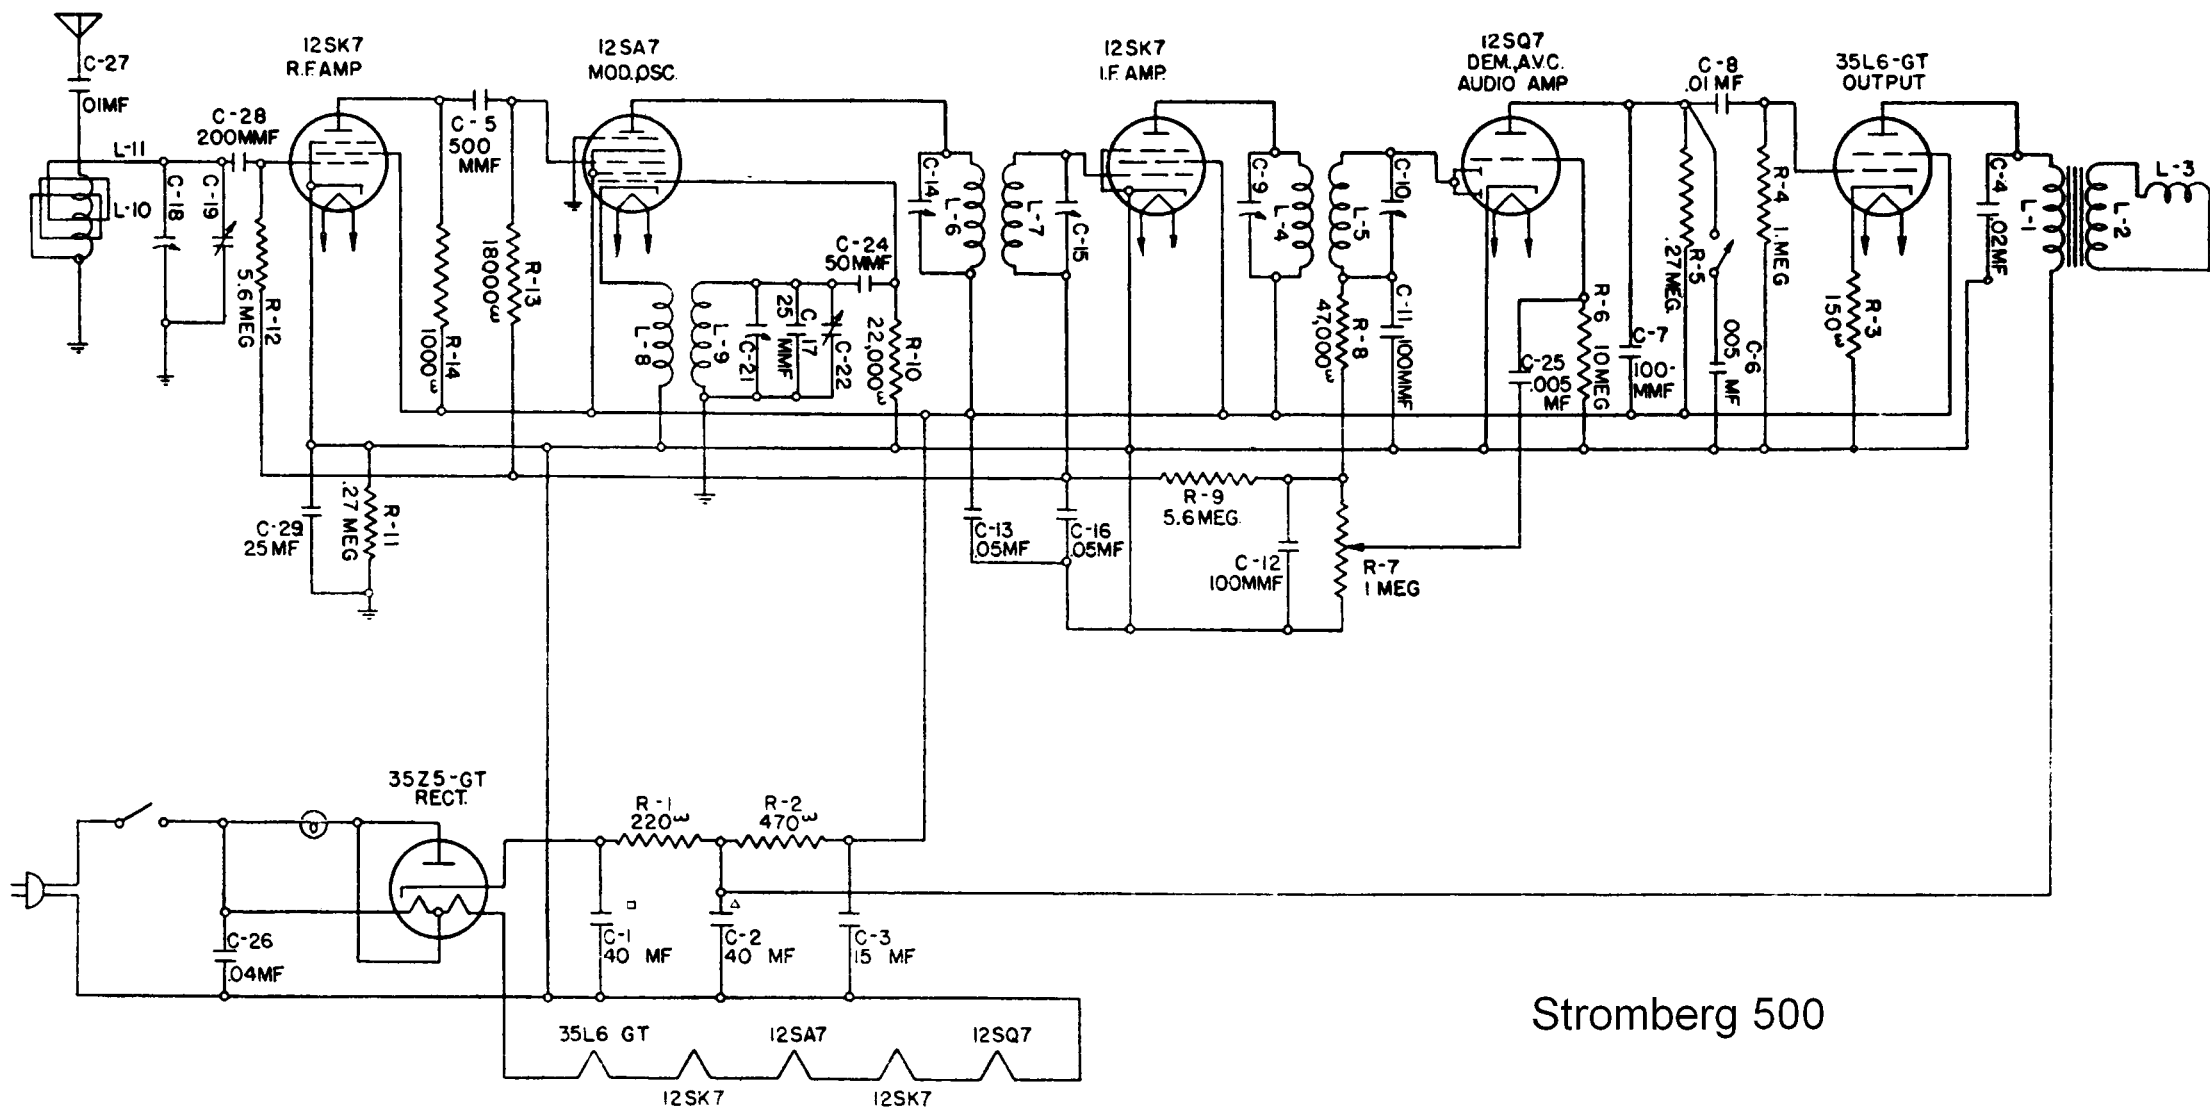 12SK7
R.F. AMP
12SA7
MOD.,OSC.
12SK7
I.F. AMP.
12SQ7
DEM., A.V.C.
AUDIO AMP
35L6-GT
OUTPUT
C-27
.01MF
C-28
200MMF
L-11
L-10
C-18
C-19
R-12
5.6 MEG
C-5
500
MMF
R-14
1000ω
R-13
18000ω
L-8
L-9
C-21
25
MMF
C
17
C-22
C-24
50MMF
R-10
22,000ω
C-14
L-6
L-7
C-15
C-9
L-4
L-5
C-10
R-8
47,000ω
C-11
100MMF
C-25
.005
MF
R-6
10 MEG
C-7
100-
MMF
C-8
.01 MF
R-5
.27MEG
C-6
.005 MF
R-4
1 MEG
R-3
150ω
C-4
.02MF
L-1
L-2
L-3
C-29
25MF
R-11
.27 MEG
C-13
.05MF
C-16
.05MF
R-9
5.6 MEG.
C-12
100MMF
R-7
1 MEG
35Z5-GT
RECT.
R-1
220ω
R-2
470ω
C-26
.04MF
C-1
40 MF
C-2
40 MF
C-3
15 MF
35L6 GT
12SA7
12SQ7
12SK7
12SK7
Stromberg 500